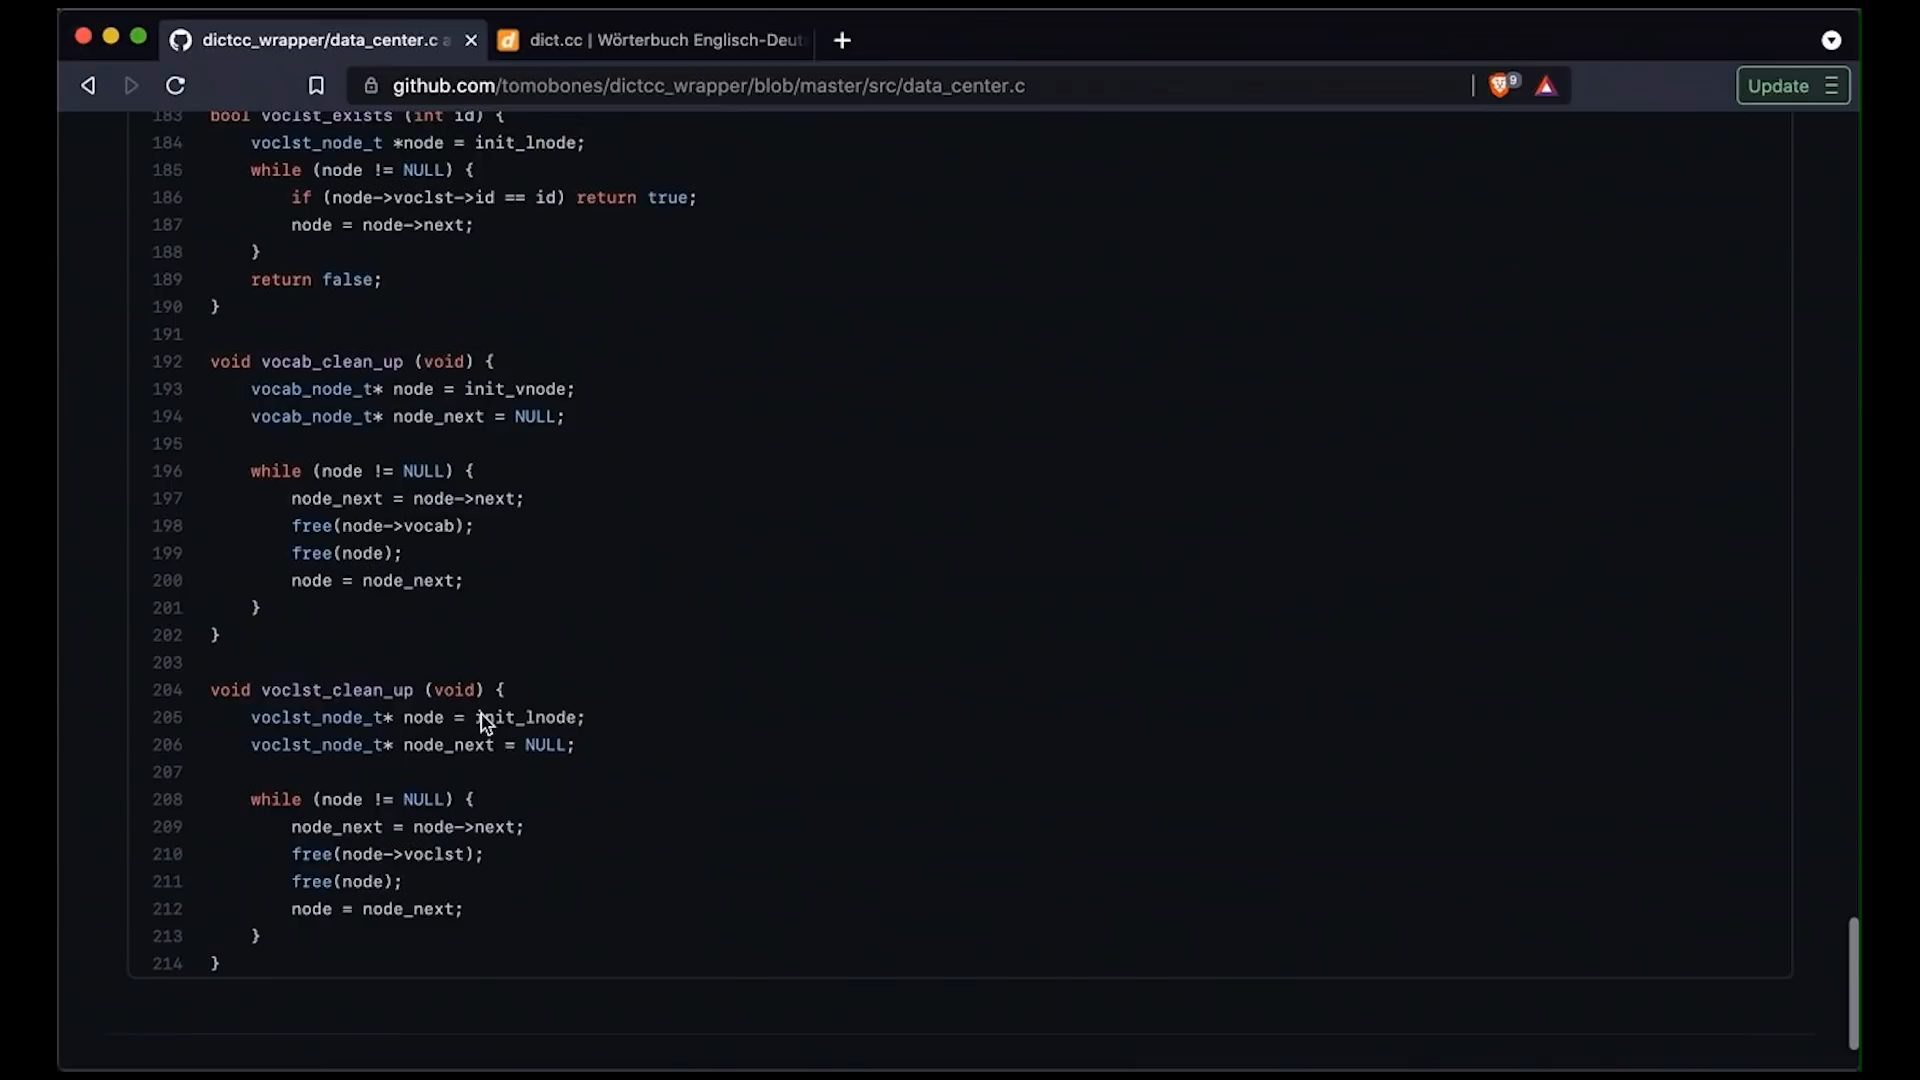 dictcc_wrapper/data_center.c a
dict.cc | Wörterbuch Englisch-Deut
github.com/tomobones/dictcc_wrapper/blob/master/src/data_center.c
9
Update
183 bool voclst_exists (int id) {
184 voclst_node_t *node = init_lnode;
185 while (node != NULL) {
186 if (node->voclst->id == id) return true;
187 node = node->next;
188 }
189 return false;
190 }
191
192 void vocab_clean_up (void) {
193 vocab_node_t* node = init_vnode;
194 vocab_node_t* node_next = NULL;
195
196 while (node != NULL) {
197 node_next = node->next;
198 free(node->vocab);
199 free(node);
200 node = node_next;
201 }
202 }
203
204 void voclst_clean_up (void) {
205 voclst_node_t* node = init_lnode;
206 voclst_node_t* node_next = NULL;
207
208 while (node != NULL) {
209 node_next = node->next;
210 free(node->voclst);
211 free(node);
212 node = node_next;
213 }
214 }